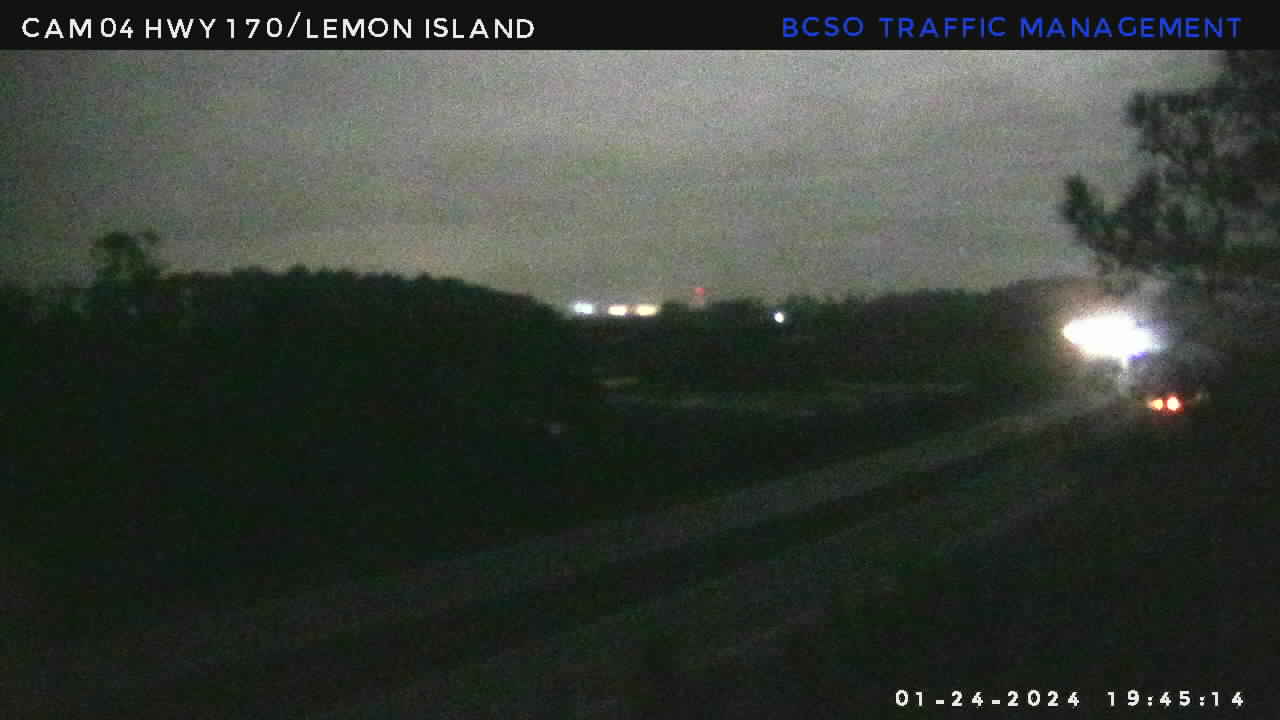 CAM04 HWY 170/LEMON ISLAND
BCSO TRAFFIC MANAGEMENT
01-24-2024 19:45:14